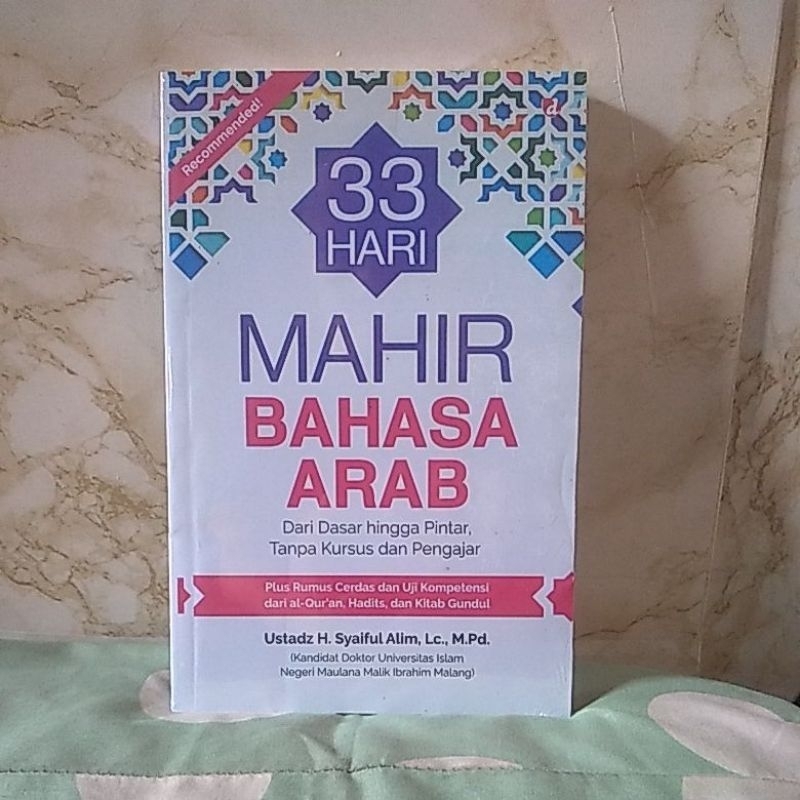 Recommended!
d.
33
HARI
MAHIR
BAHASA
ARAB
Dari Dasar hingga Pintar,
Tanpa Kursus dan Pengajar
Plus Rumus Cerdas dan Uji Kompetensi
dari al-Qur'an, Hadits, dan Kitab Gundul
Ustadz H. Syaiful Alim, Lc., M.Pd.
(Kandidat Doktor Universitas Islam
Negeri Maulana Malik Ibrahim Malang)